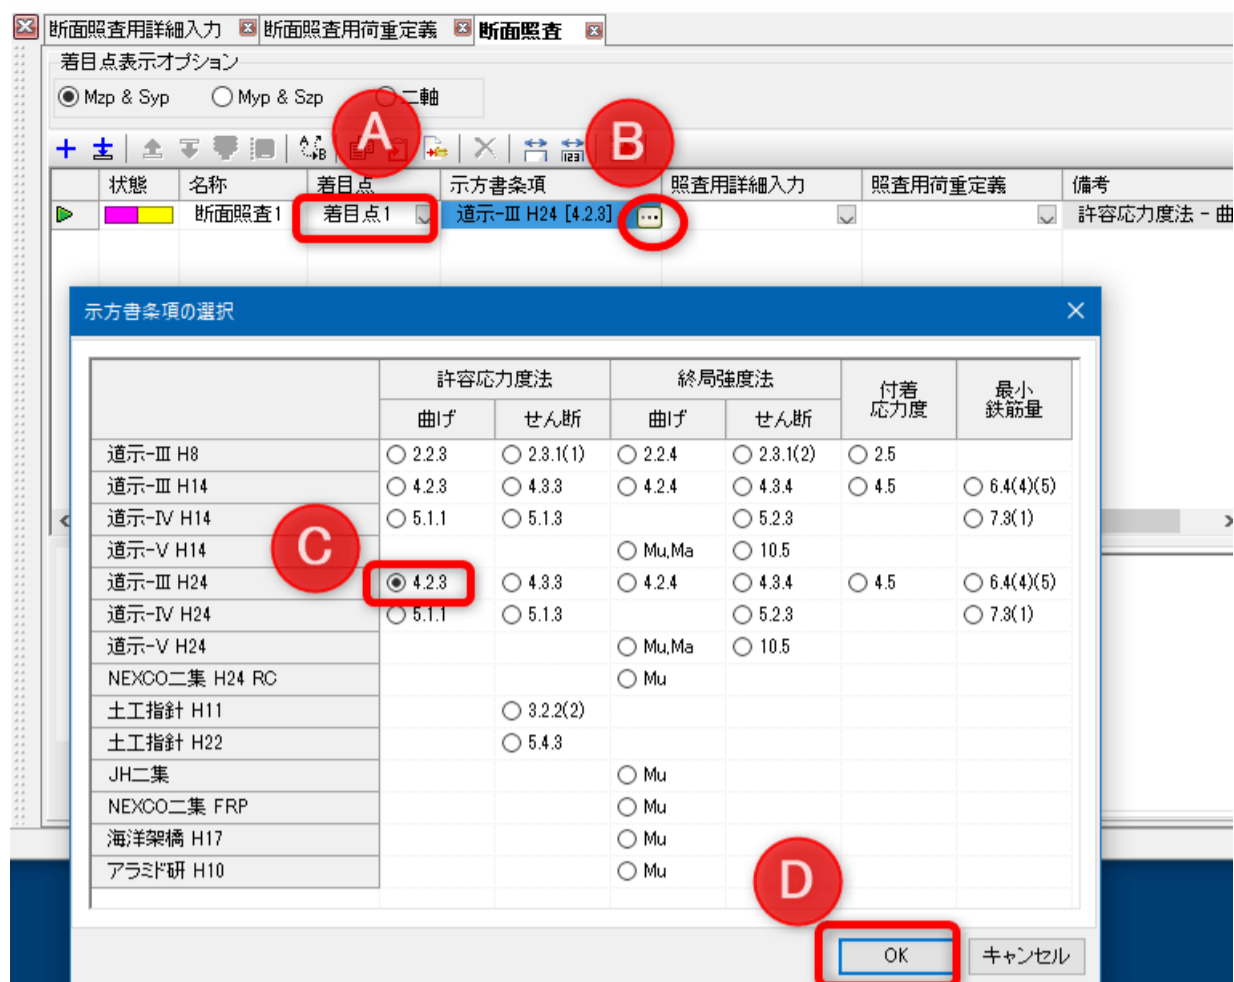 断面照査用詳細入力 断面照査用荷重定義 断面照査
着目点表示オプション
Mzp & Syp Myp & Szp 二軸
A B
状態 名称 着目点 示方書条項 照査用詳細入力 照査用荷重定義 備考
断面照査1 着目点1 道示-Ⅲ H24 [4.2.3] ... 許容応力度法 - 曲
示方書条項の選択
許容応力度法 終局強度法 付着応力度 最小鉄筋量
曲げ せん断 曲げ せん断
道示-Ⅲ H8 2.2.3 2.3.1(1) 2.2.4 2.3.1(2) 2.5
道示-Ⅲ H14 4.2.3 4.3.3 4.2.4 4.3.4 4.5 6.4(4)(5)
道示-Ⅳ H14 5.1.1 5.1.3 5.2.3 7.3(1)
C
道示-Ⅴ H14 Mu,Ma 10.5
道示-Ⅲ H24 4.2.3 4.3.3 4.2.4 4.3.4 4.5 6.4(4)(5)
道示-Ⅳ H24 5.1.1 5.1.3 5.2.3 7.3(1)
道示-Ⅴ H24 Mu,Ma 10.5
NEXCO二集 H24 RC Mu
土工指針 H11 3.2.2(2)
土工指針 H22 5.4.3
JH二集 Mu
NEXCO二集 FRP Mu
海洋架橋 H17 Mu
アラミド研 H10 Mu
D
OK キャンセル